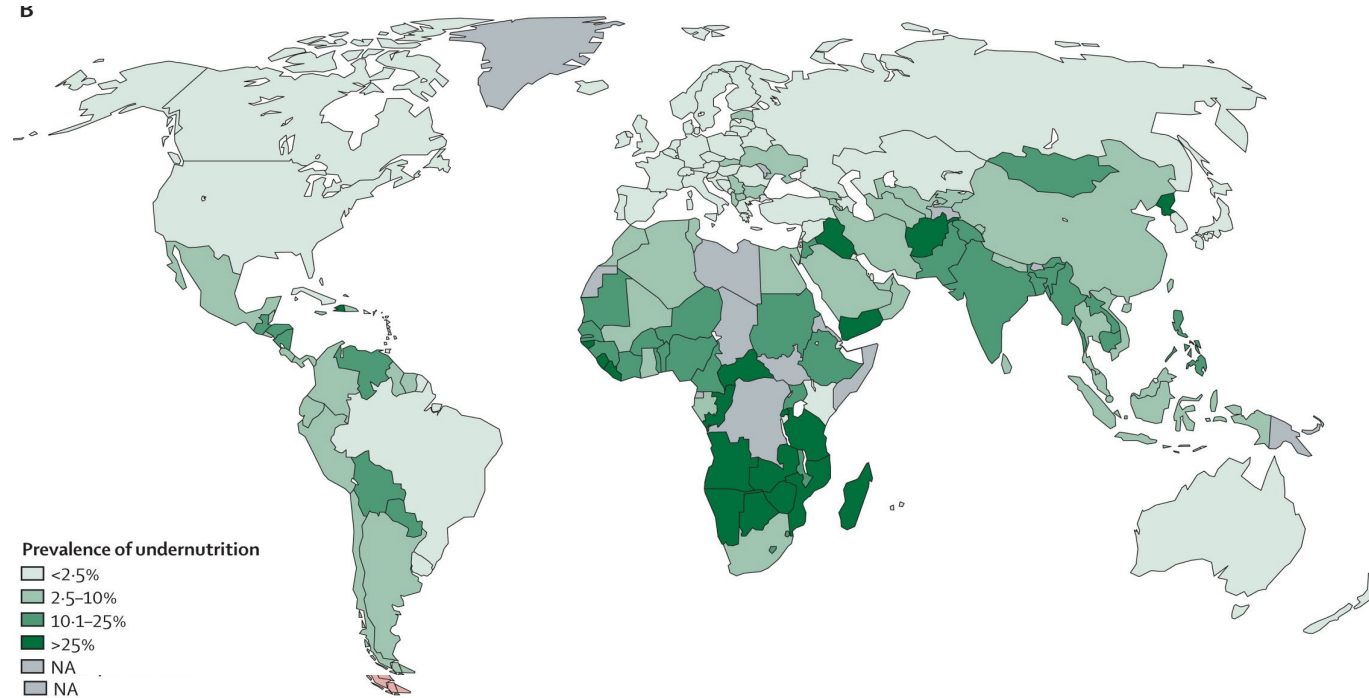 B
Prevalence of undernutrition
<2·5%
2·5–10%
10·1–25%
>25%
NA
NA